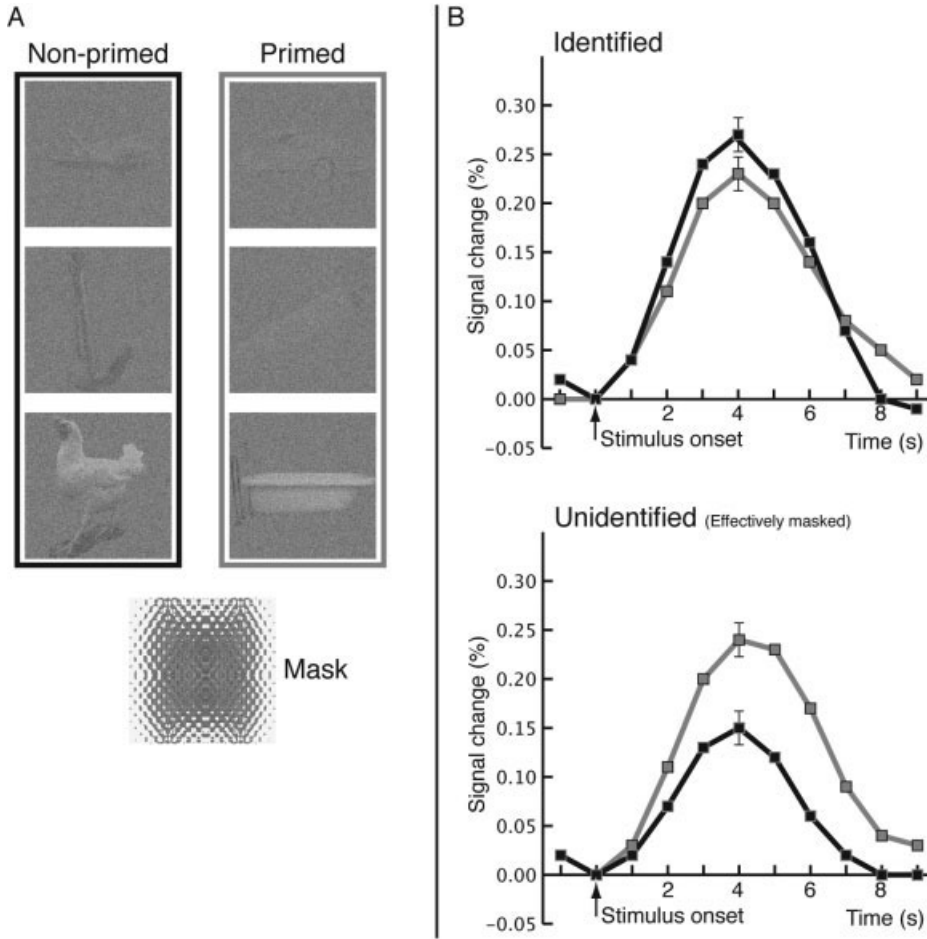 A
Non-primed
Primed
Mask
B
Identified
Signal change (%)
0.30
0.25
0.20
0.15
0.10
0.05
0.00
−0.05
2
4
6
8
Stimulus onset
Time (s)
Unidentified (Effectively masked)
Signal change (%)
0.30
0.25
0.20
0.15
0.10
0.05
0.00
−0.05
2
4
6
8
Stimulus onset
Time (s)